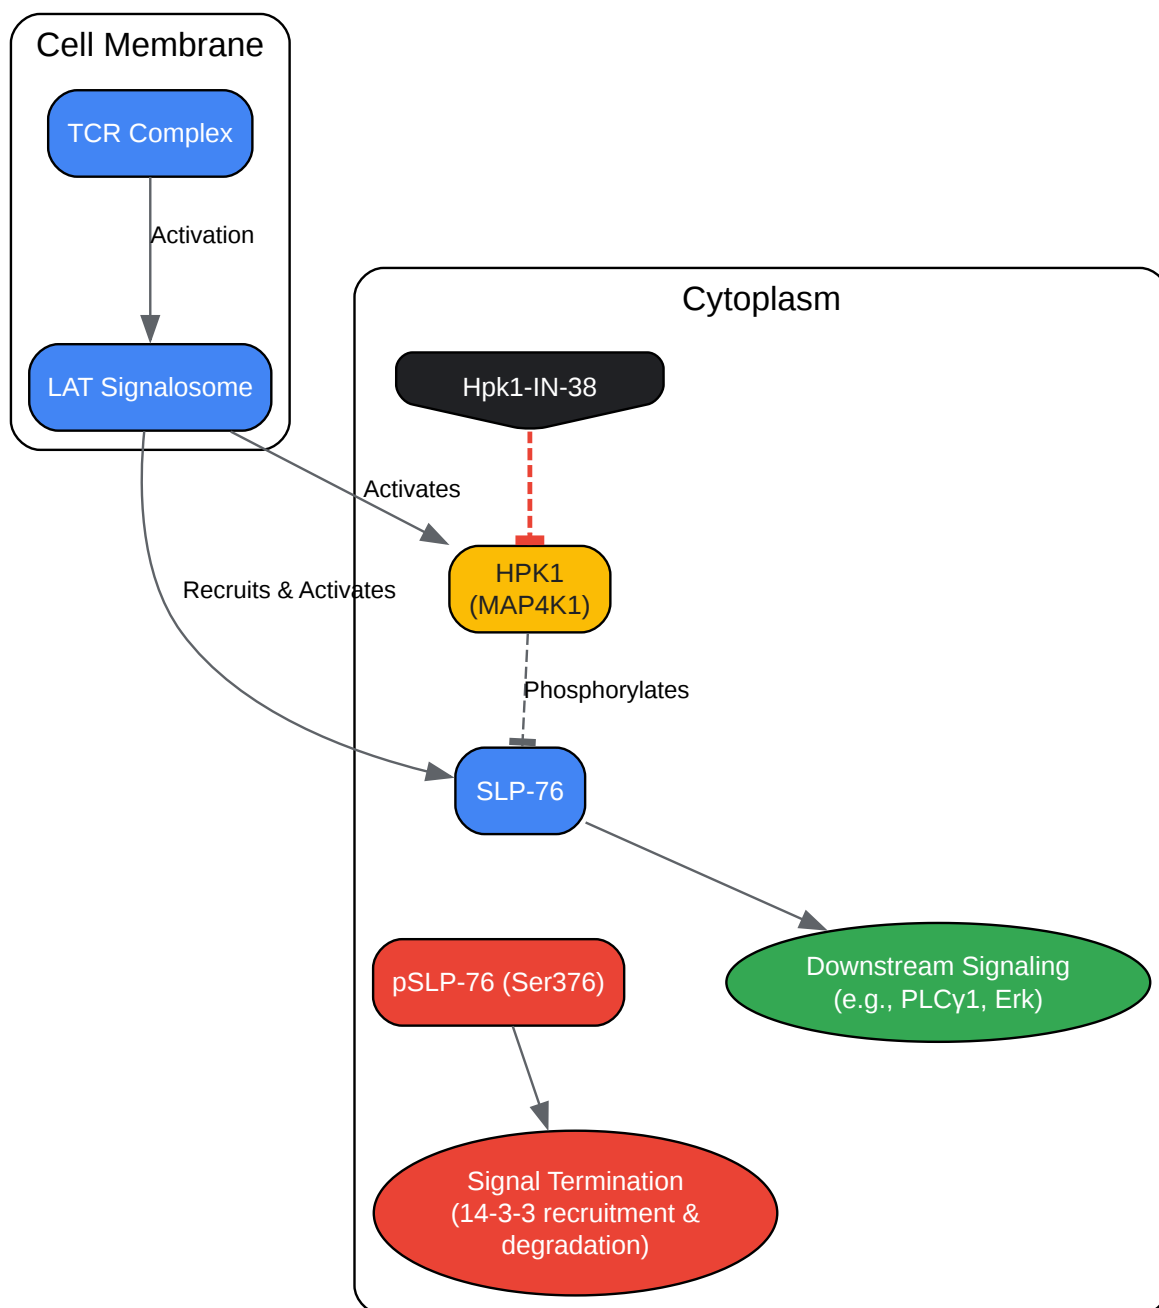 Cell Membrane
TCR Complex
Activation
LAT Signalosome
Cytoplasm
Hpk1-IN-38
Activates
HPK1
(MAP4K1)
Recruits & Activates
Phosphorylates
SLP-76
Downstream Signaling
(e.g., PLCγ1, Erk)
pSLP-76 (Ser376)
Signal Termination
(14-3-3 recruitment &
degradation)